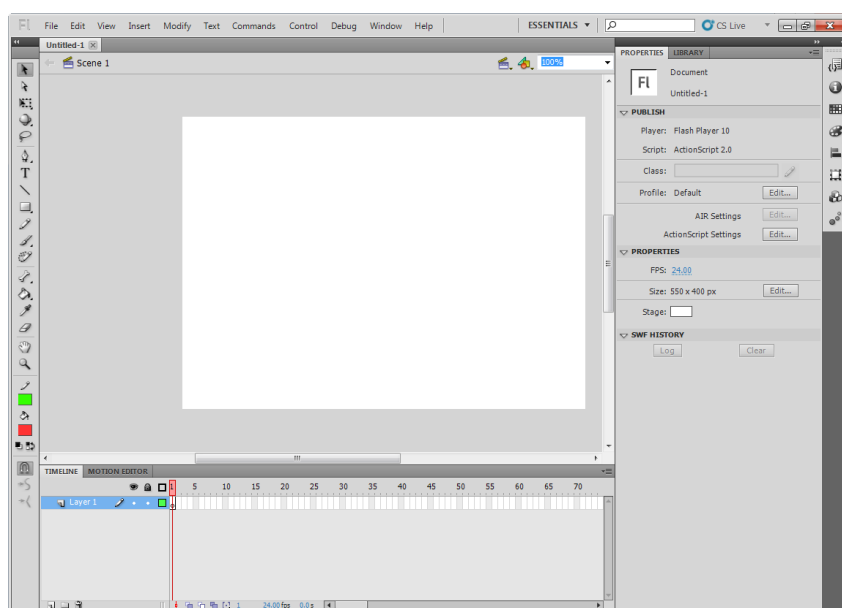 Fl File Edit View Insert Modify Text Commands Control Debug Window Help ESSENTIALS CS Live
Untitled-1
Scene 1 100%
PROPERTIES LIBRARY
Fl Document
Untitled-1
PUBLISH
Player: Flash Player 10
Script: ActionScript 2.0
Class:
Profile: Default Edit...
AIR Settings Edit...
ActionScript Settings Edit...
PROPERTIES
FPS: 24.00
Size: 550 x 400 px Edit...
Stage:
SWF HISTORY
Log Clear
T
TIMELINE MOTION EDITOR
1 5 10 15 20 25 30 35 40 45 50 55 60 65 70
Layer 1
1 24.00 fps 0.0 s